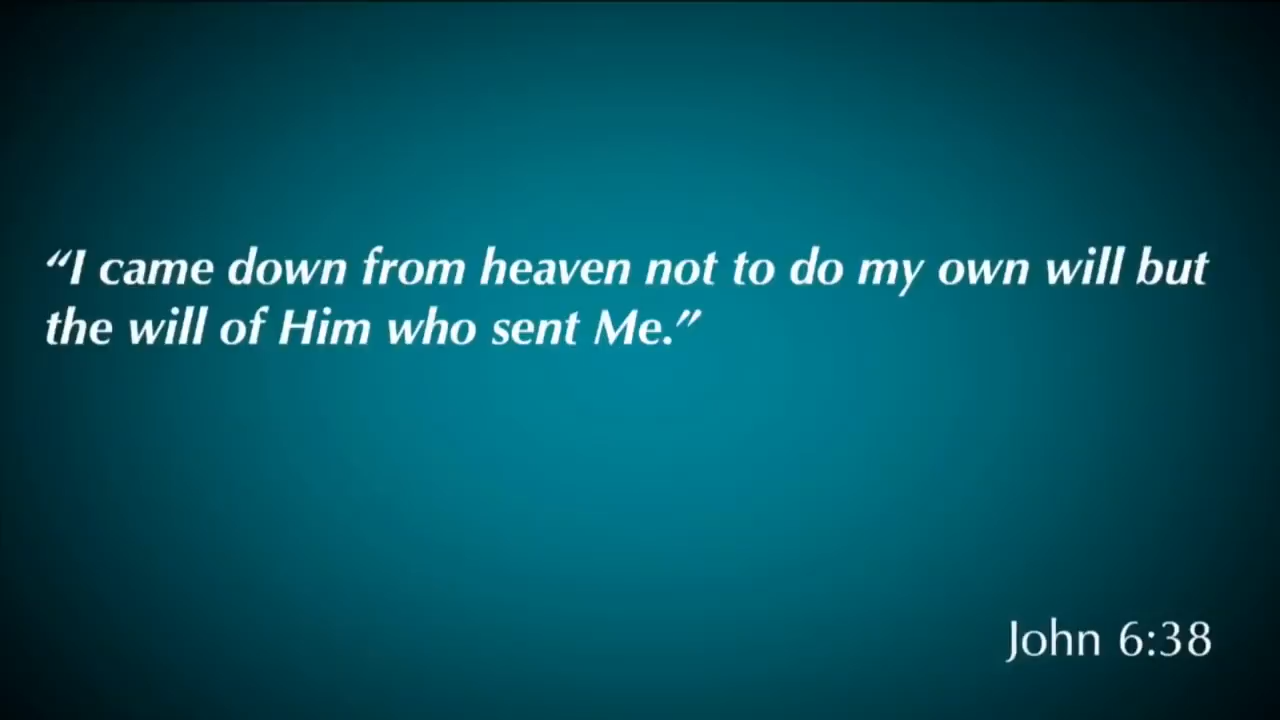 “I came down from heaven not to do my own will but
the will of Him who sent Me.”
John 6:38